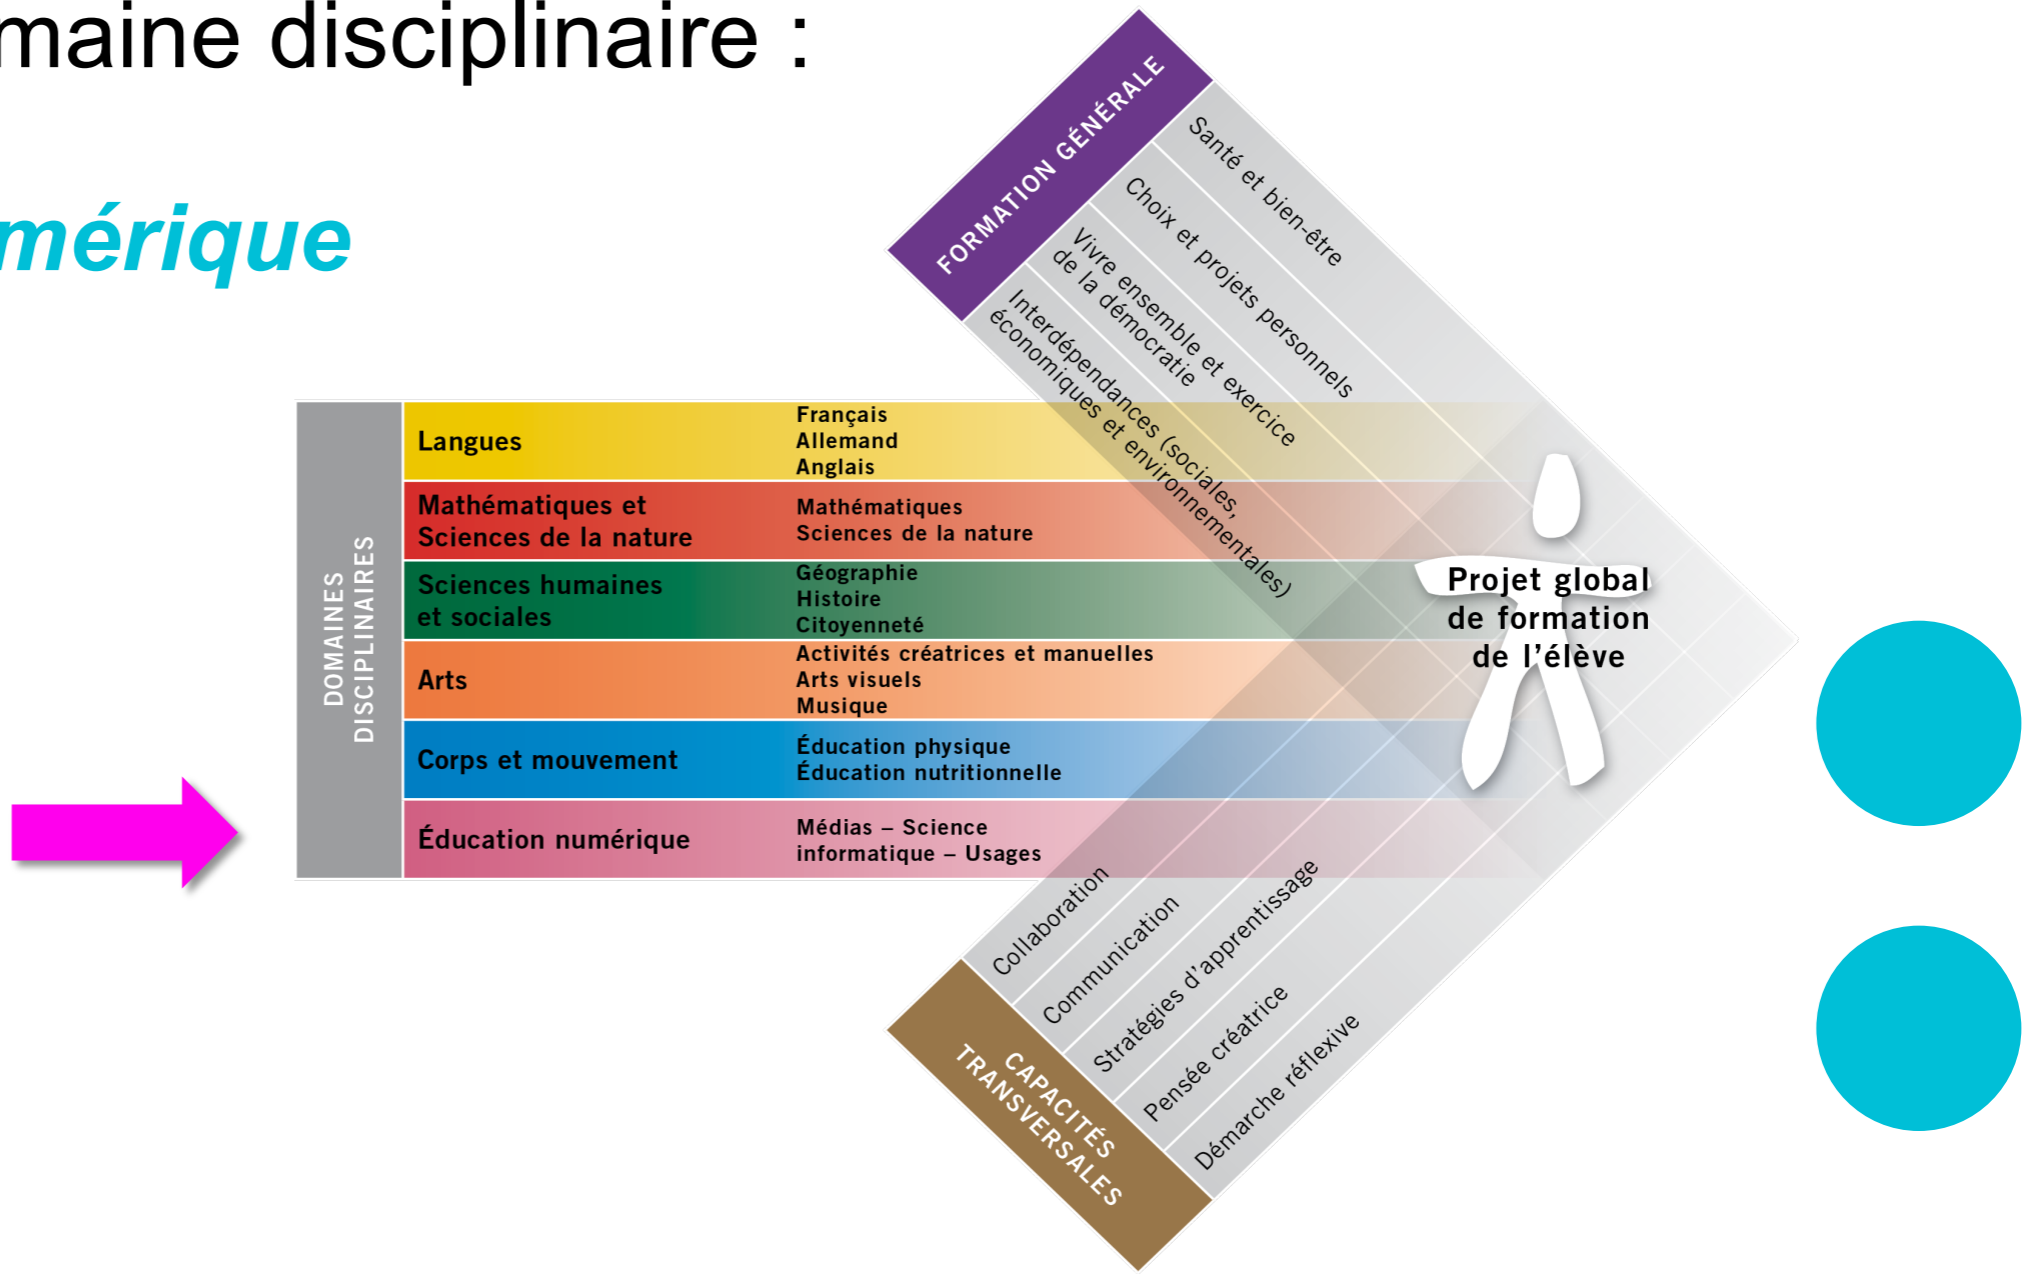 maine disciplinaire :
mérique
FORMATION GÉNÉRALE
Santé et bien-être
Choix et projets personnels
Vivre ensemble et exercice
de la démocratie
Interdépendances (sociales,
économiques et environnementales)
DOMAINES
DISCIPLINAIRES
Langues
Français
Allemand
Anglais
Mathématiques et
Sciences de la nature
Mathématiques
Sciences de la nature
Sciences humaines
et sociales
Géographie
Histoire
Citoyenneté
Arts
Activités créatrices et manuelles
Arts visuels
Musique
Corps et mouvement
Éducation physique
Éducation nutritionnelle
Éducation numérique
Médias – Science
informatique – Usages
Projet global
de formation
de l'élève
Collaboration
Communication
Stratégies d'apprentissage
Pensée créatrice
Démarche réflexive
CAPACITÉS
TRANSVERSALES